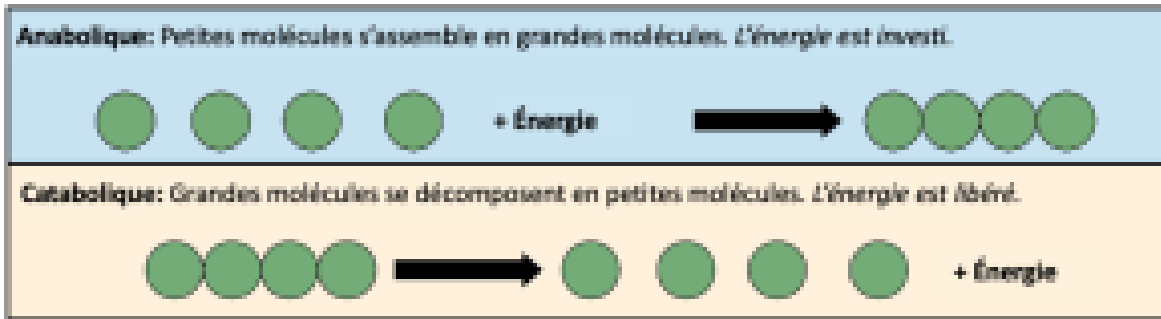 Anabolique: Petites molécules s'assemble en grandes molécules. L'énergie est investi.
+ Énergie
Catabolique: Grandes molécules se décomposent en petites molécules. L'énergie est libéré.
+ Énergie